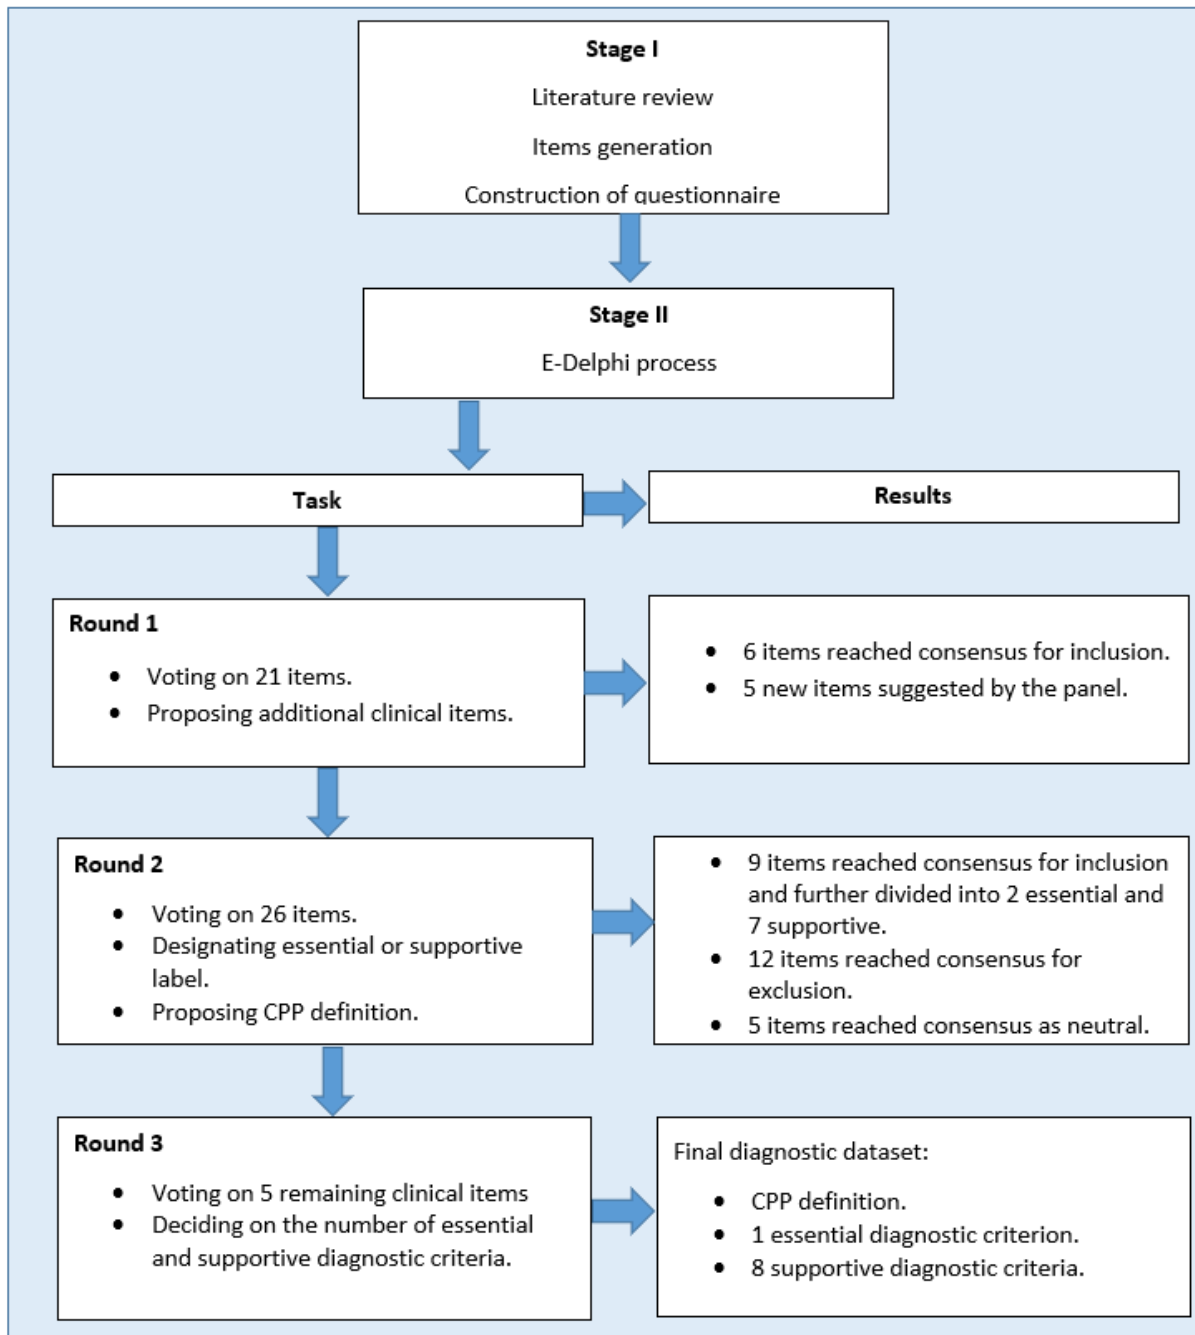 Stage I
Literature review
Items generation
Construction of questionnaire
Stage II
E-Delphi process
Task
Results
Round 1
• Voting on 21 items.
• Proposing additional clinical items.
• 6 items reached consensus for inclusion.
• 5 new items suggested by the panel.
Round 2
• Voting on 26 items.
• Designating essential or supportive
label.
• Proposing CPP definition.
• 9 items reached consensus for inclusion
and further divided into 2 essential and
7 supportive.
• 12 items reached consensus for
exclusion.
• 5 items reached consensus as neutral.
Round 3
• Voting on 5 remaining clinical items
• Deciding on the number of essential
and supportive diagnostic criteria.
Final diagnostic dataset:
• CPP definition.
• 1 essential diagnostic criterion.
• 8 supportive diagnostic criteria.